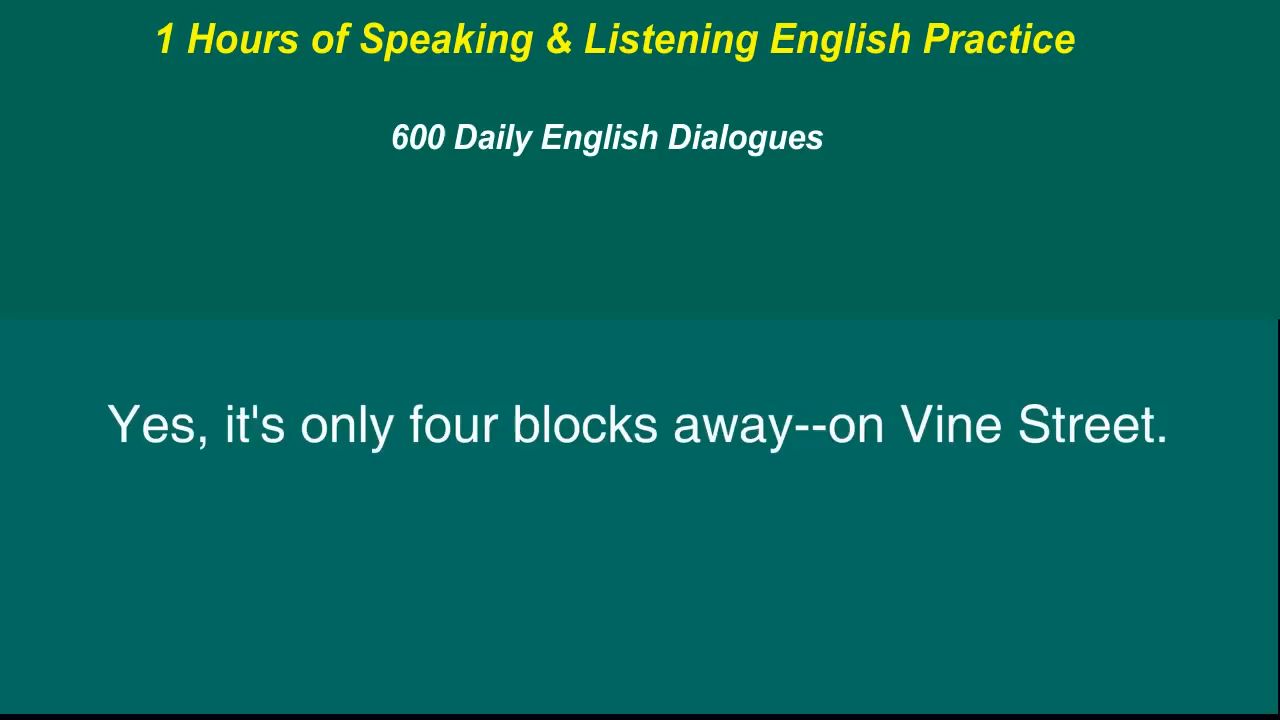 1 Hours of Speaking & Listening English Practice
600 Daily English Dialogues
Yes, it's only four blocks away--on Vine Street.